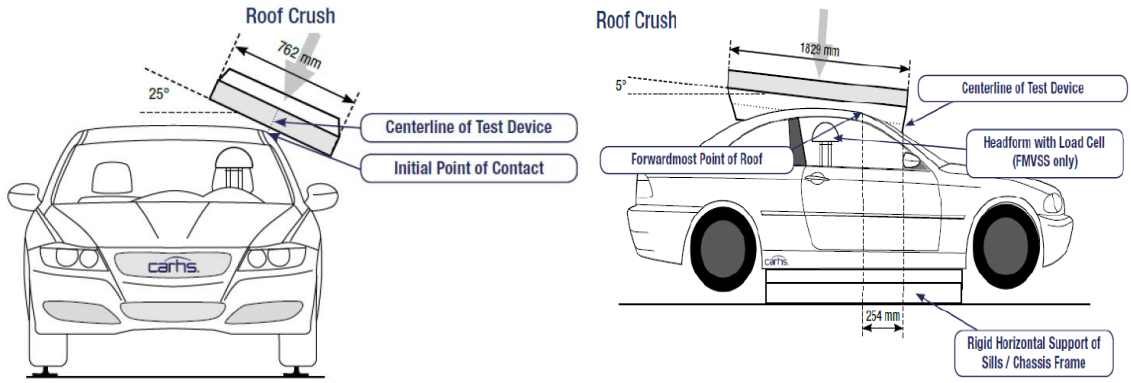 Roof Crush
762 mm
25°
Centerline of Test Device
Initial Point of Contact
carhs.
Roof Crush
1829 mm
5°
Centerline of Test Device
Headform with Load Cell
(FMVSS only)
Forwardmost Point of Roof
carhs.
254 mm
Rigid Horizontal Support of
Sills / Chassis Frame